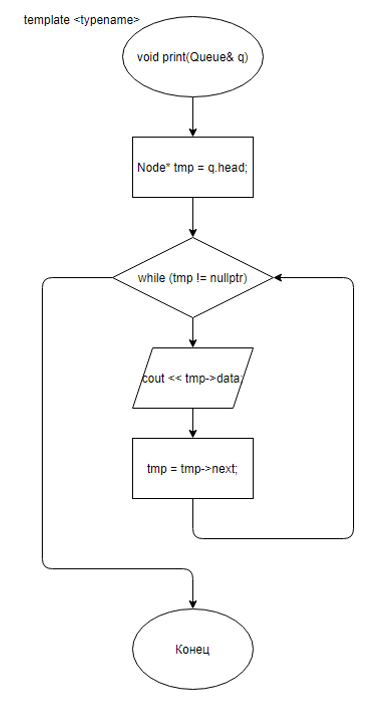 template <typename>
void print(Queue& q)
Node* tmp = q.head;
while (tmp != nullptr)
cout << tmp->data;
tmp = tmp->next;
Конец